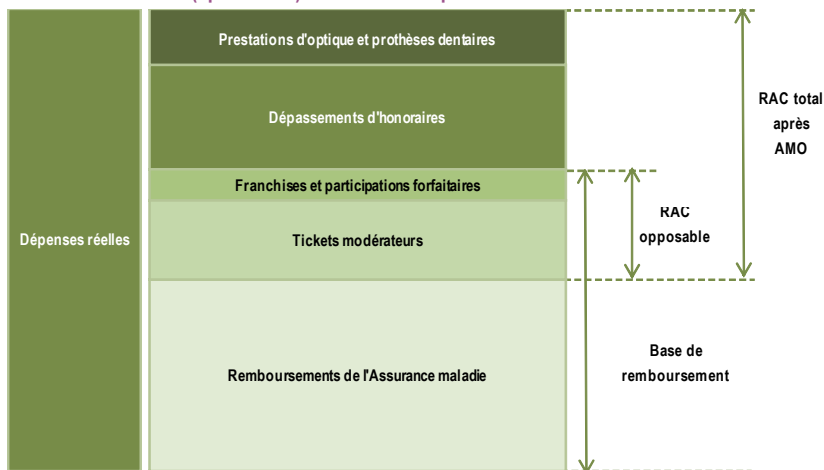 Prestations d'optique et prothèses dentaires
Dépassements d'honoraires
RAC total
après
AMO
Franchises et participations forfaitaires
Dépenses réelles
Tickets modérateurs
RAC
opposable
Remboursements de l'Assurance maladie
Base de
remboursement